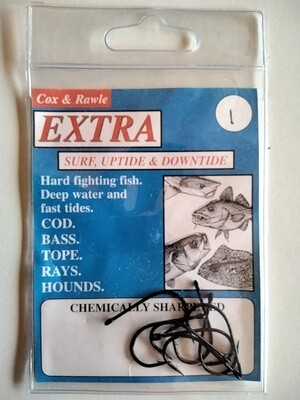 Cox & Rawle
EXTRA
1
SURF, UPTIDE & DOWNTIDE
Hard fighting fish.
Deep water and
fast tides.
COD.
BASS.
TOPE.
RAYS.
HOUNDS.
CHEMICALLY SHARPENED